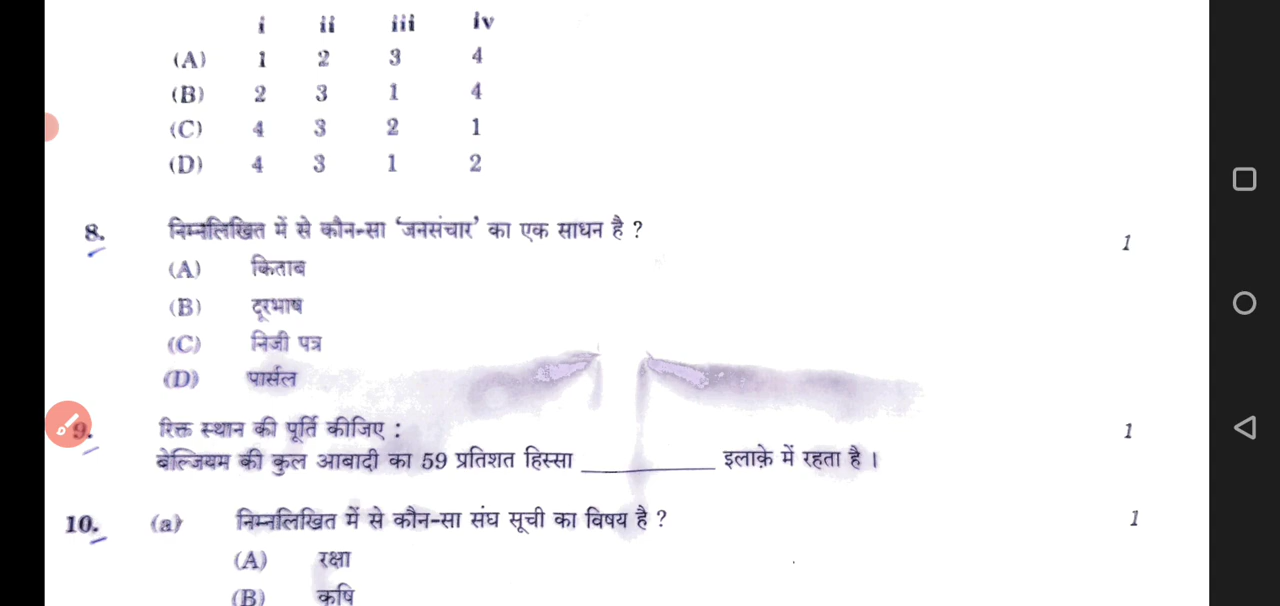 i ii iii iv
(A) 1 2 3 4
(B) 2 3 1 4
(C) 4 3 2 1
(D) 4 3 1 2
8. निम्नलिखित में से कौन-सा ‘जनसंचार’ का एक साधन है ? 1
(A) किताब
(B) दूरभाष
(C) निजी पत्र
(D) पार्सल
9. रिक्त स्थान की पूर्ति कीजिए : 1
बेल्जियम की कुल आबादी का 59 प्रतिशत हिस्सा __________ इलाक़े में रहता है ।
10. (a) निम्नलिखित में से कौन-सा संघ सूची का विषय है ? 1
(A) रक्षा
(B) कृषि